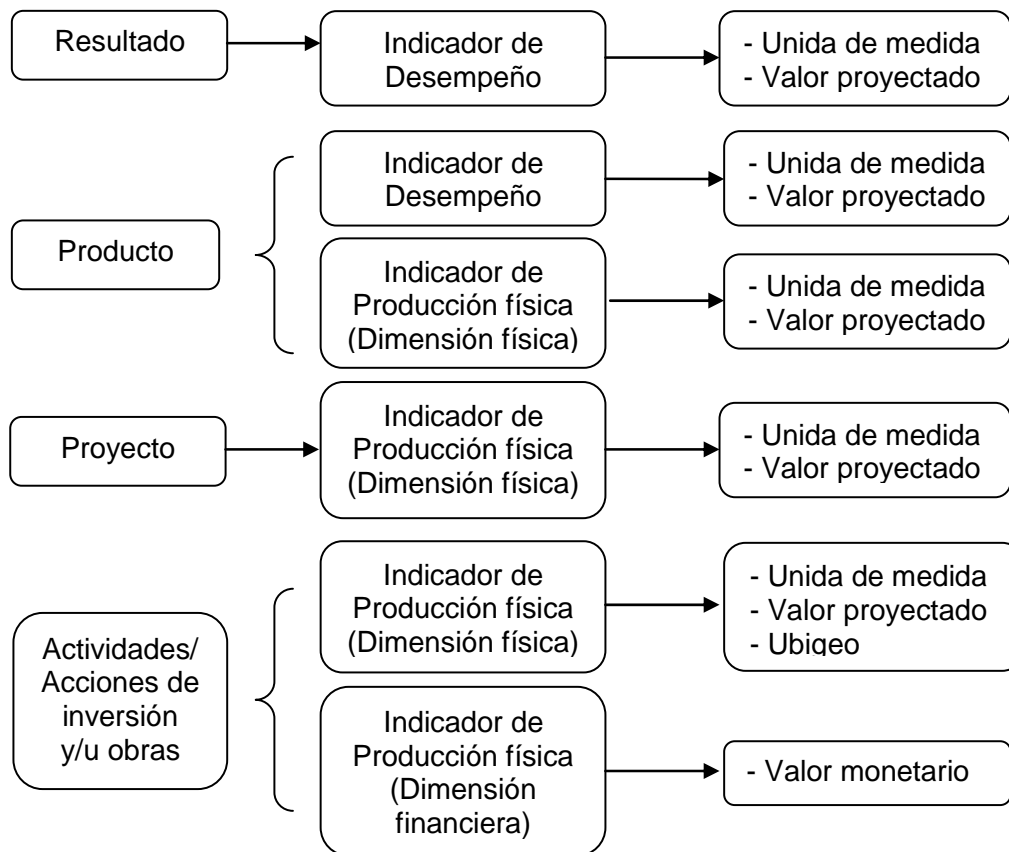 Resultado
Indicador de
Desempeño
- Unida de medida
- Valor proyectado
Producto
Indicador de
Desempeño
- Unida de medida
- Valor proyectado
Indicador de
Producción física
(Dimensión física)
- Unida de medida
- Valor proyectado
Proyecto
Indicador de
Producción física
(Dimensión física)
- Unida de medida
- Valor proyectado
Actividades/
Acciones de
inversión
y/u obras
Indicador de
Producción física
(Dimensión física)
- Unida de medida
- Valor proyectado
- Ubigeo
Indicador de
Producción física
(Dimensión
financiera)
- Valor monetario